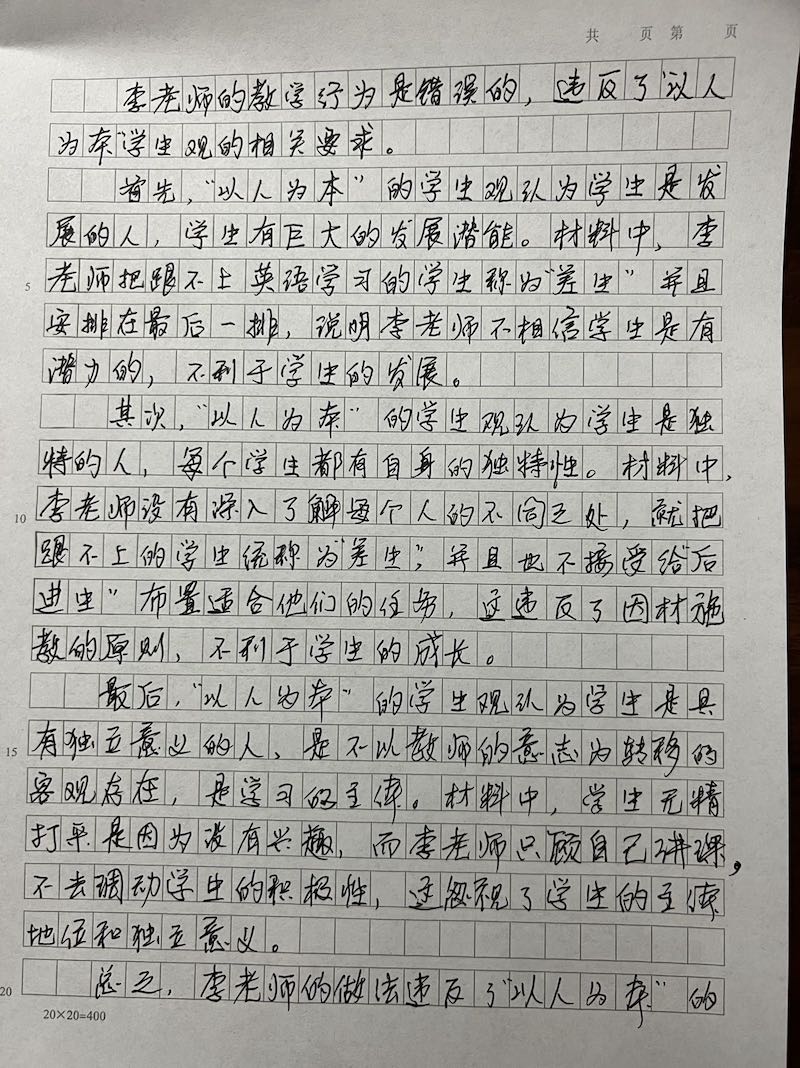 共 页 第 页
李老师的教学行为是错误的，违反了"以人
为本"学生观的相关要求。
首先，"以人为本"的学生观认为学生是发
展的人，学生有巨大的发展潜能。材料中，李
5 老师把跟不上英语学习的学生称为"差生"并且
安排在最后一排，说明李老师不相信学生是有
潜力的，不利于学生的发展。
其次，"以人为本"的学生观认为学生是独
特的人，每个学生都有自身的独特性。材料中，
10 李老师没有深入了解每个人的不同之处，就把
跟不上的学生统称为"差生"，并且也不接受给"后
进生"布置适合他们的任务，这违反了因材施
教的原则，不利于学生的成长。
最后，"以人为本"的学生观认为学生是具
15 有独立意义的人，是不以教师的意志为转移的
客观存在，是学习的主体。材料中，学生无精
打采是因为没有兴趣，而李老师只顾自己讲课，
不去调动学生的积极性，这忽视了学生的主体
地位和独立意义。
20 总之，李老师的做法违反了"以人为本"的
20×20=400